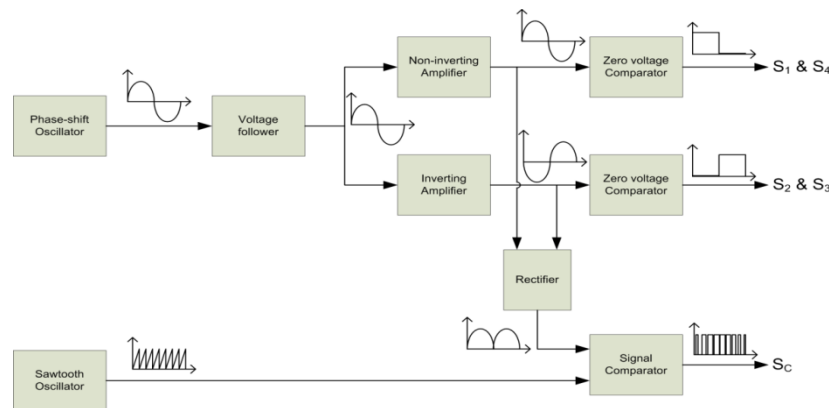 Non-inverting
Amplifier
Zero voltage
Comparator
S1 & S4
Phase-shift
Oscillator
Voltage
follower
Inverting
Amplifier
Zero voltage
Comparator
S2 & S3
Rectifier
Sawtooth
Oscillator
Signal
Comparator
SC